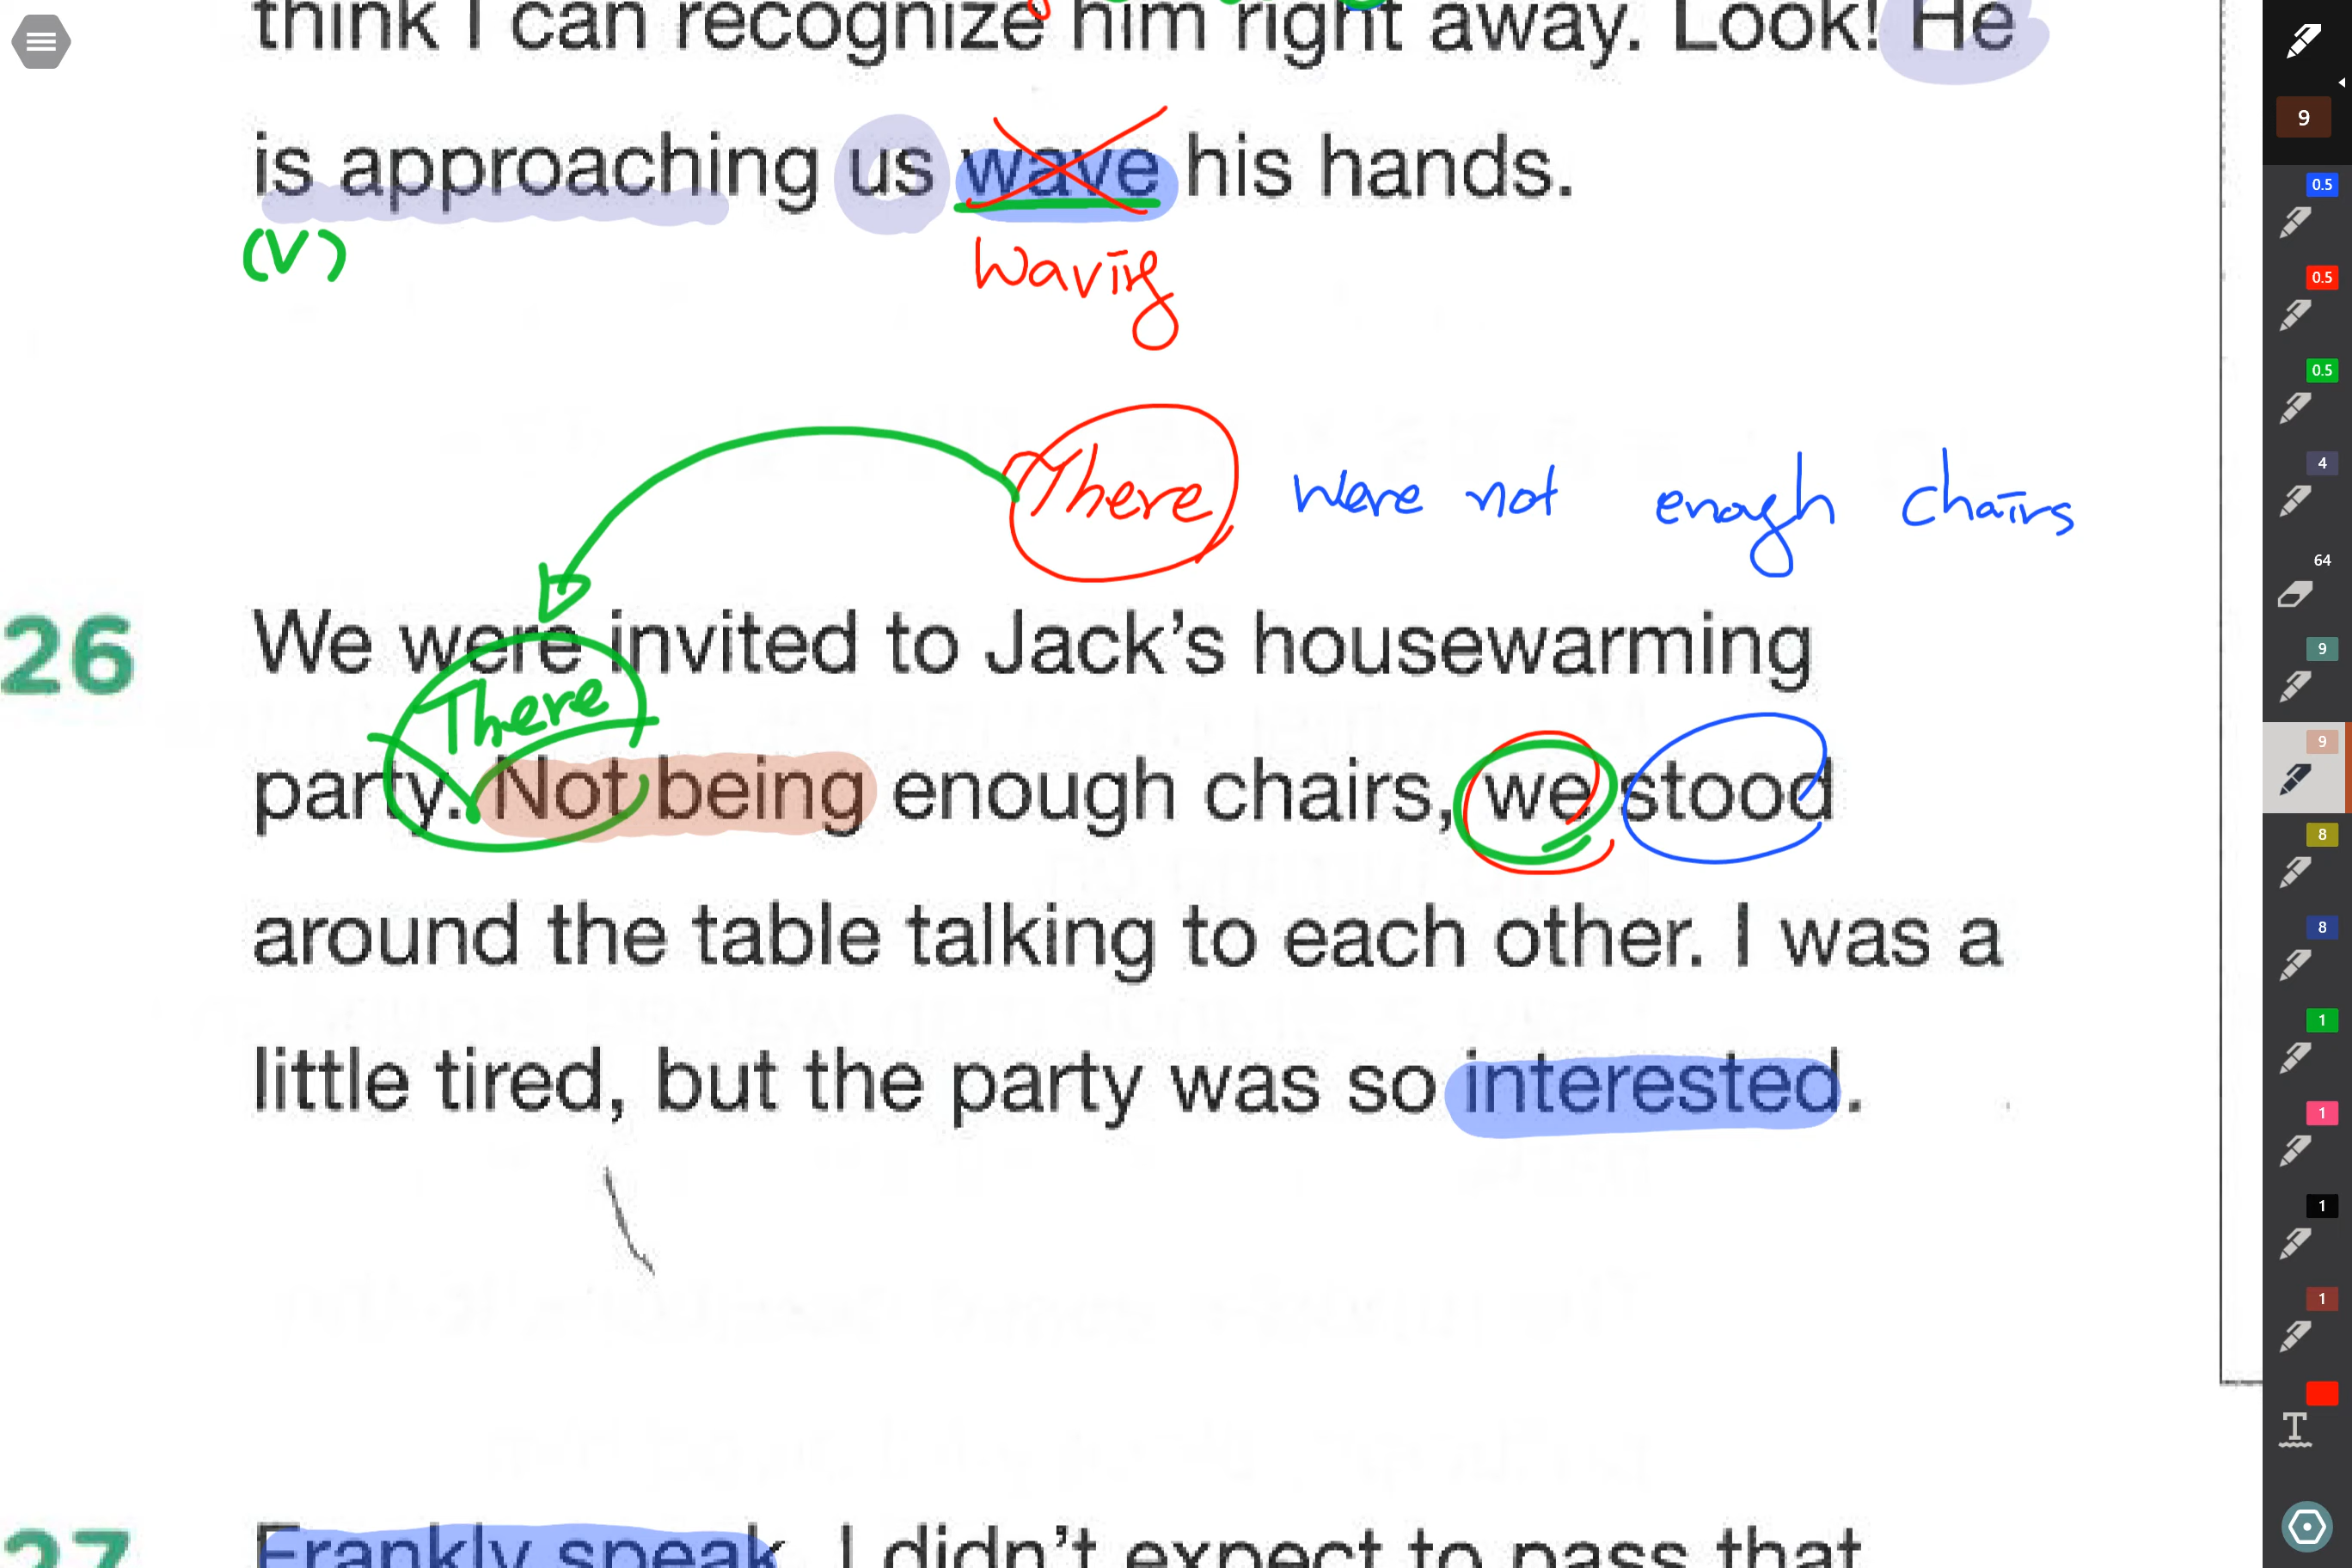 think I can recognize him right away. Look! He
is approaching us wave his hands.
(V)
Waving
There were not enough chairs
26 We were invited to Jack's housewarming
There
party. Not being enough chairs, we stood
around the table talking to each other. I was a
little tired, but the party was so interested.
27 Frankly speak, I didn't expect to pass that
9
0.5
0.5
0.5
4
64
9
9
8
8
1
1
1
1
T